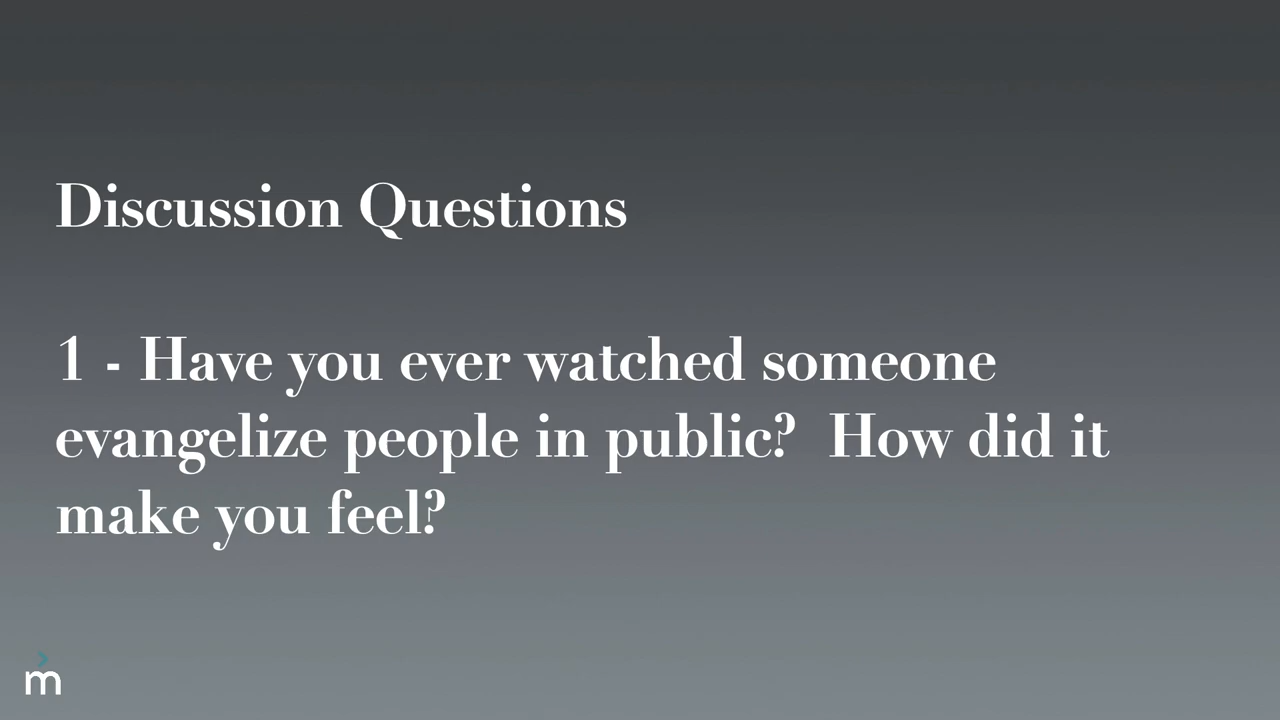 Discussion Questions
1 - Have you ever watched someone
evangelize people in public?  How did it
make you feel?
m